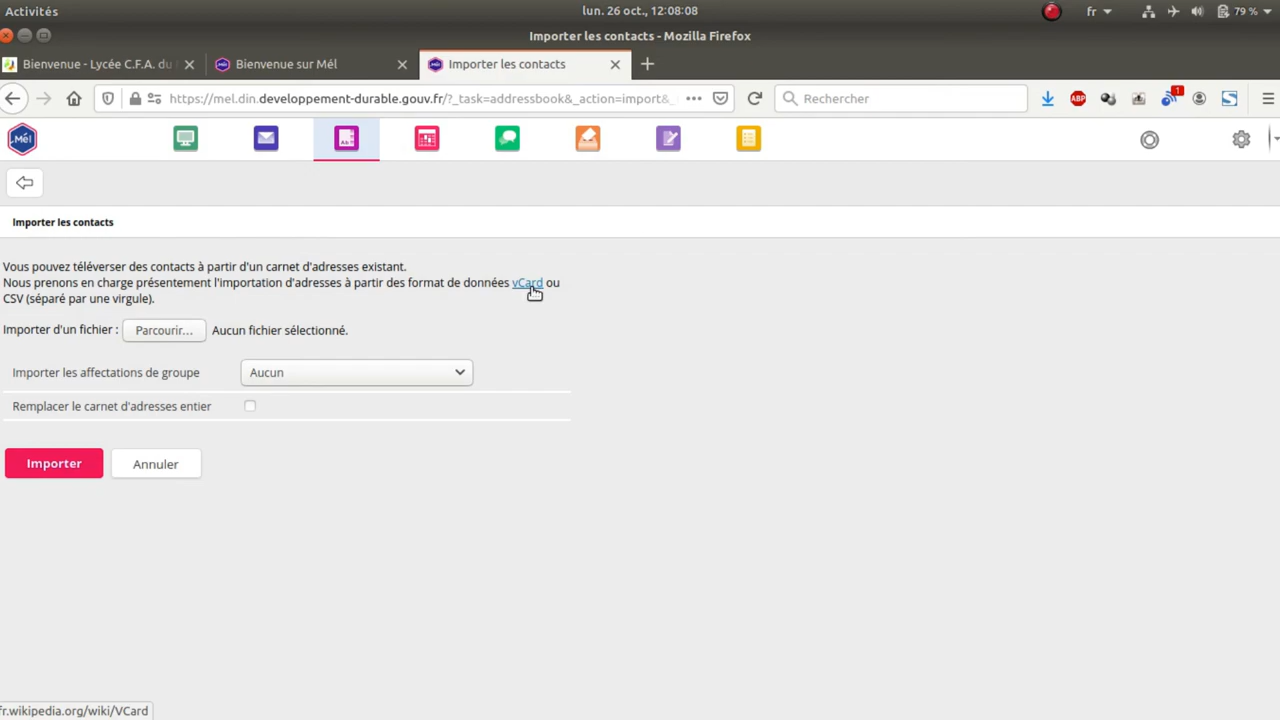 Activités
lun. 26 oct., 12:08:08
fr
79 %
Importer les contacts - Mozilla Firefox
Bienvenue - Lycée C.F.A. du
Bienvenue sur Mél
Importer les contacts
https://mel.din.developpement-durable.gouv.fr/?_task=addressbook&_action=import&_
Rechercher
ABP
1
Mél
Importer les contacts
Vous pouvez téléverser des contacts à partir d'un carnet d'adresses existant.
Nous prenons en charge présentement l'importation d'adresses à partir des format de données vCard ou
CSV (séparé par une virgule).
Importer d'un fichier : Parcourir... Aucun fichier sélectionné.
Importer les affectations de groupe Aucun
Remplacer le carnet d'adresses entier
Importer Annuler
fr.wikipedia.org/wiki/VCard